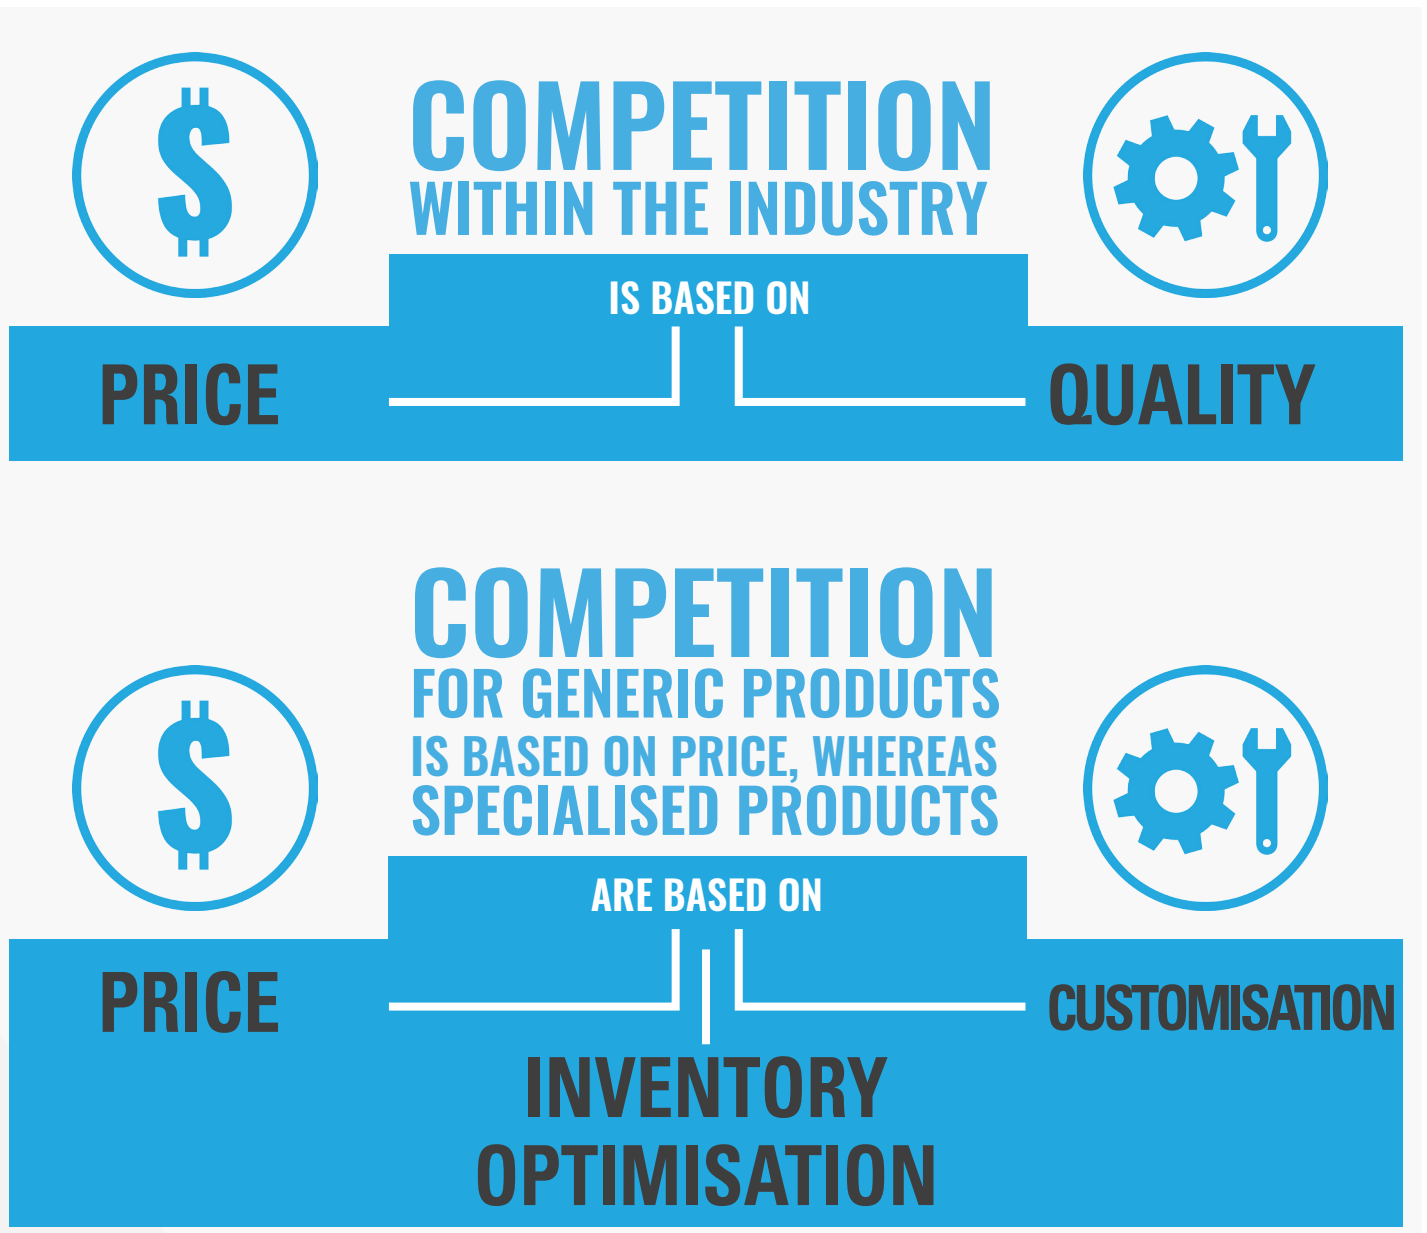 COMPETITION
WITHIN THE INDUSTRY
IS BASED ON
PRICE
QUALITY
COMPETITION
FOR GENERIC PRODUCTS
IS BASED ON PRICE, WHEREAS
SPECIALISED PRODUCTS
ARE BASED ON
PRICE
CUSTOMISATION
INVENTORY
OPTIMISATION